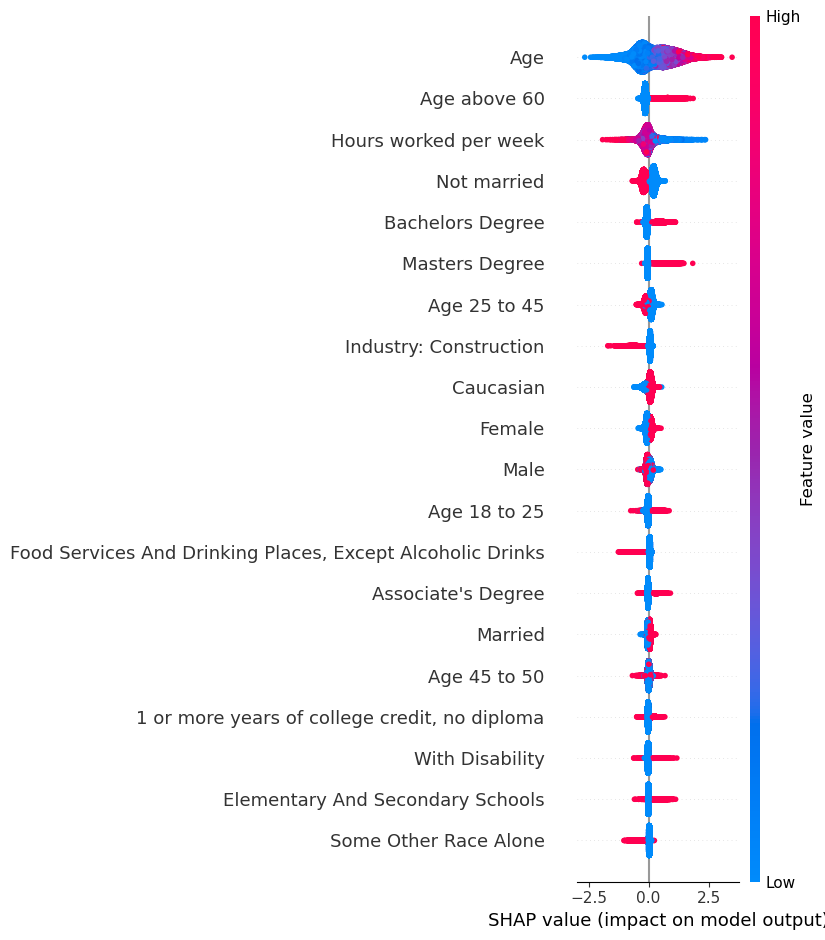 High
Age
Age above 60
Hours worked per week
Not married
Bachelors Degree
Masters Degree
Age 25 to 45
Industry: Construction
Caucasian
Female
Male
Age 18 to 25
Food Services And Drinking Places, Except Alcoholic Drinks
Associate's Degree
Married
Age 45 to 50
1 or more years of college credit, no diploma
With Disability
Elementary And Secondary Schools
Some Other Race Alone
Feature value
Low
−2.5 0.0 2.5
SHAP value (impact on model output)